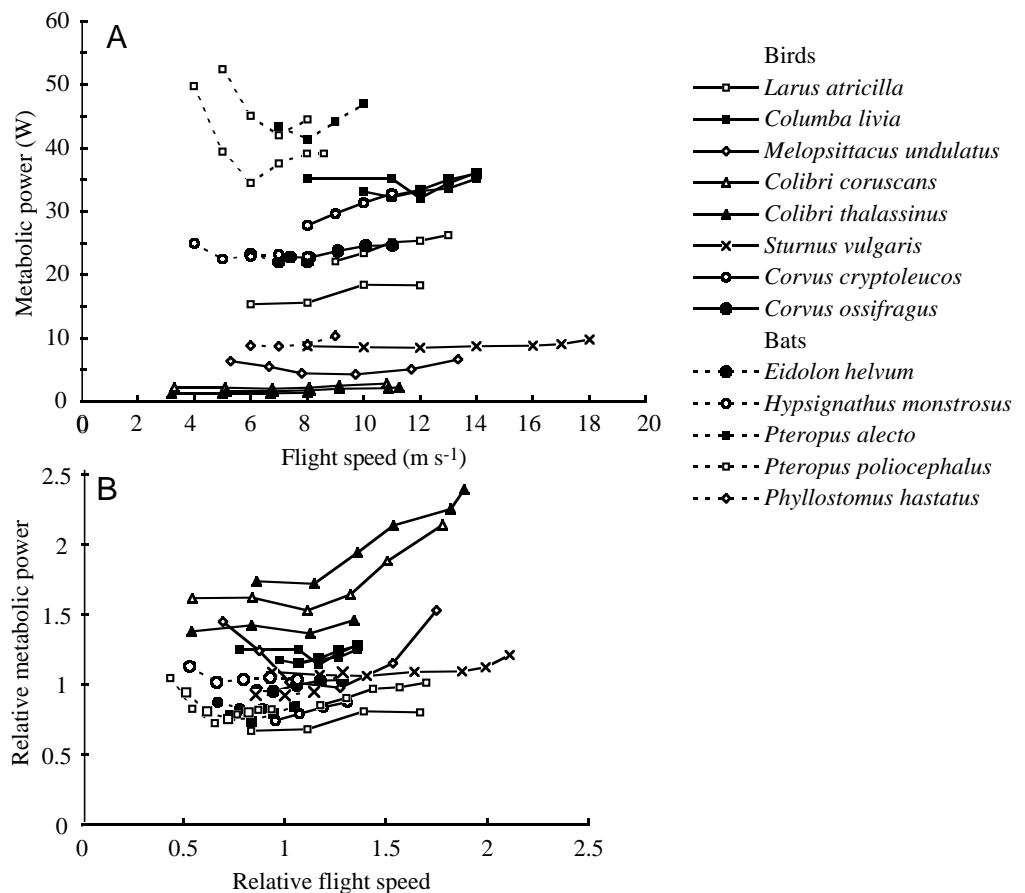 A
60
50
40
30
20
10
0
Metabolic power (W)
0
0 2 4 6 8 10 12 14 16 18 20
Flight speed (m s-1)
Birds
Larus atricilla
Columba livia
Melopsittacus undulatus
Colibri coruscans
Colibri thalassinus
Sturnus vulgaris
Corvus cryptoleucos
Corvus ossifragus
Bats
Eidolon helvum
Hypsignathus monstrosus
Pteropus alecto
Pteropus poliocephalus
Phyllostomus hastatus
B
2.5
2
1.5
1
0.5
0
Relative metabolic power
0 0.5 1 1.5 2 2.5
Relative flight speed